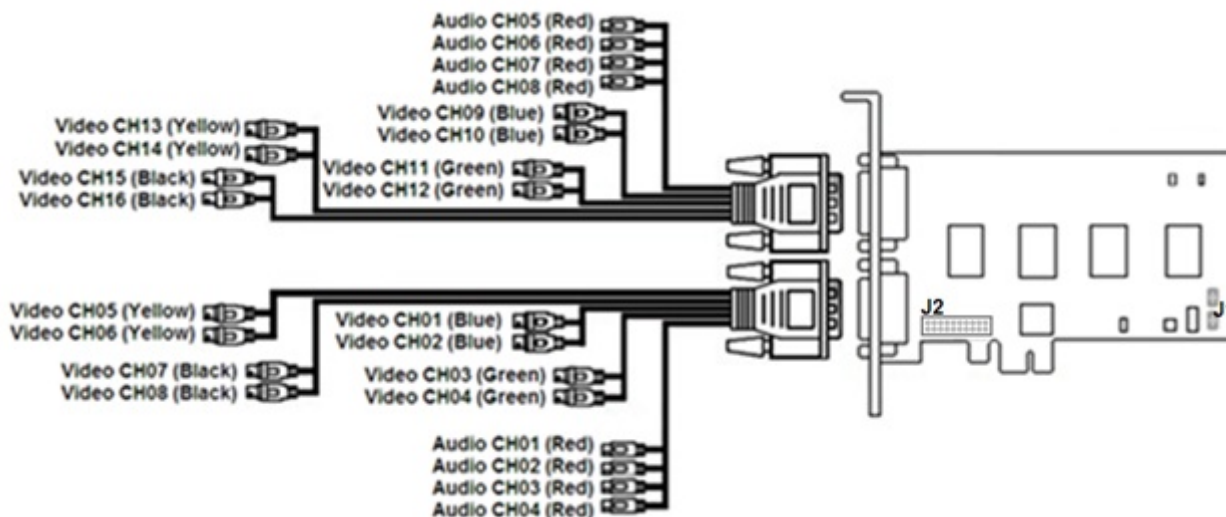 Audio CH05 (Red)
Audio CH06 (Red)
Audio CH07 (Red)
Audio CH08 (Red)
Video CH09 (Blue)
Video CH10 (Blue)
Video CH13 (Yellow)
Video CH14 (Yellow)
Video CH11 (Green)
Video CH12 (Green)
Video CH15 (Black)
Video CH16 (Black)
Video CH05 (Yellow)
Video CH06 (Yellow)
Video CH01 (Blue)
Video CH02 (Blue)
Video CH07 (Black)
Video CH08 (Black)
Video CH03 (Green)
Video CH04 (Green)
Audio CH01 (Red)
Audio CH02 (Red)
Audio CH03 (Red)
Audio CH04 (Red)
J2
J